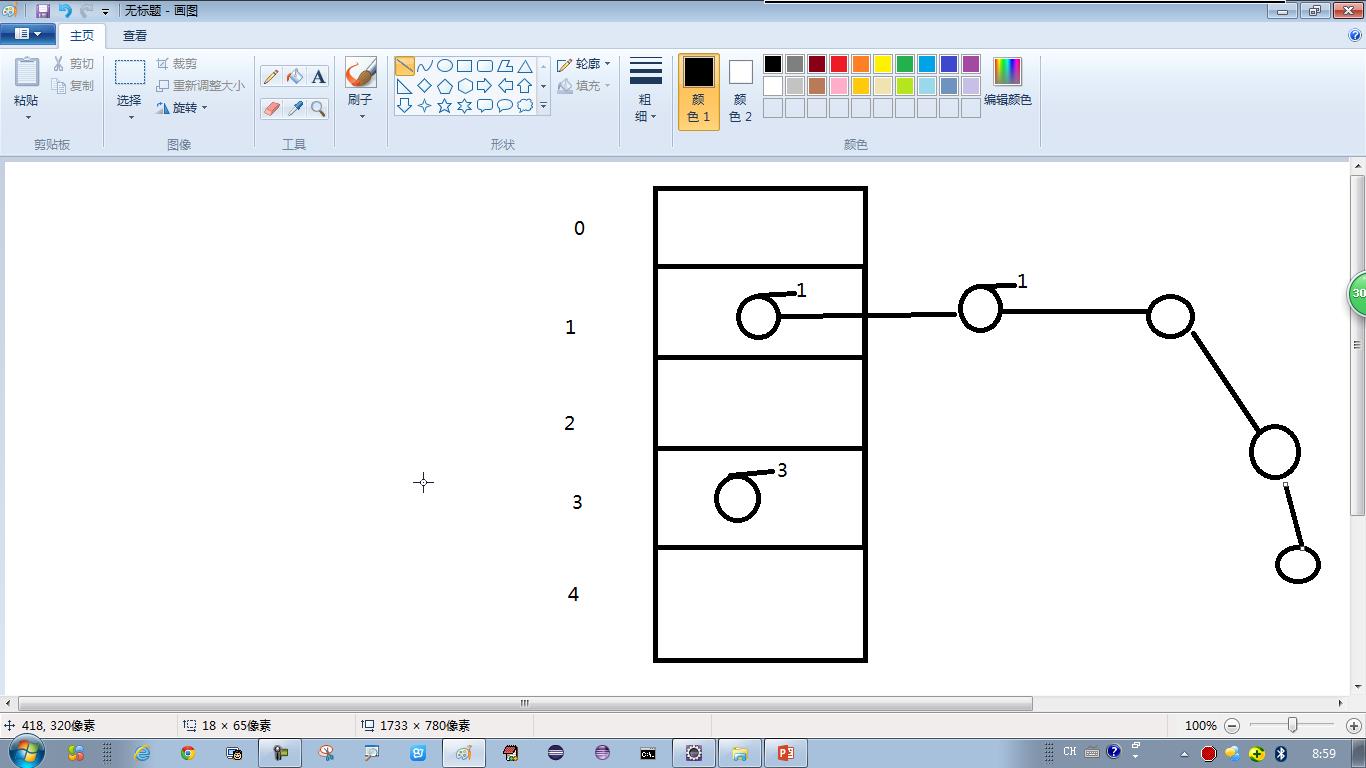 无标题 - 画图
主页
查看
粘贴
剪切
复制
剪贴板
选择
裁剪
重新调整大小
旋转
图像
A
工具
刷子
轮廓
填充
形状
粗
细
颜
色 1
颜
色 2
编辑颜色
颜色
30
0
1
1
1
2
3
3
4
418, 320像素
18 × 65像素
1733 × 780像素
100%
CH
8:59